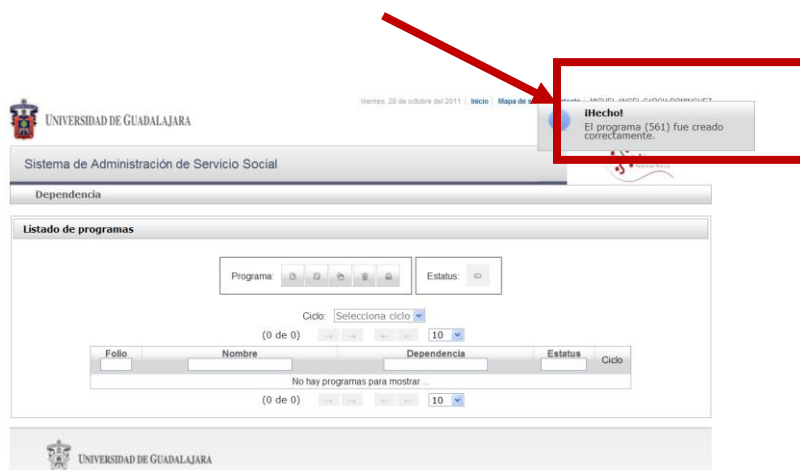 Viernes, 28 de octubre del 2011 Inicio Mapa de
UNIVERSIDAD DE GUADALAJARA
¡Hecho!
El programa (561) fue creado
correctamente.
Sistema de Administración de Servicio Social
Dependencia
Listado de programas
Programa: Estatus:
Ciclo: Selecciona ciclo
(0 de 0) 10
Folio Nombre Dependencia Estatus Ciclo
No hay programas para mostrar ...
(0 de 0) 10
UNIVERSIDAD DE GUADALAJARA